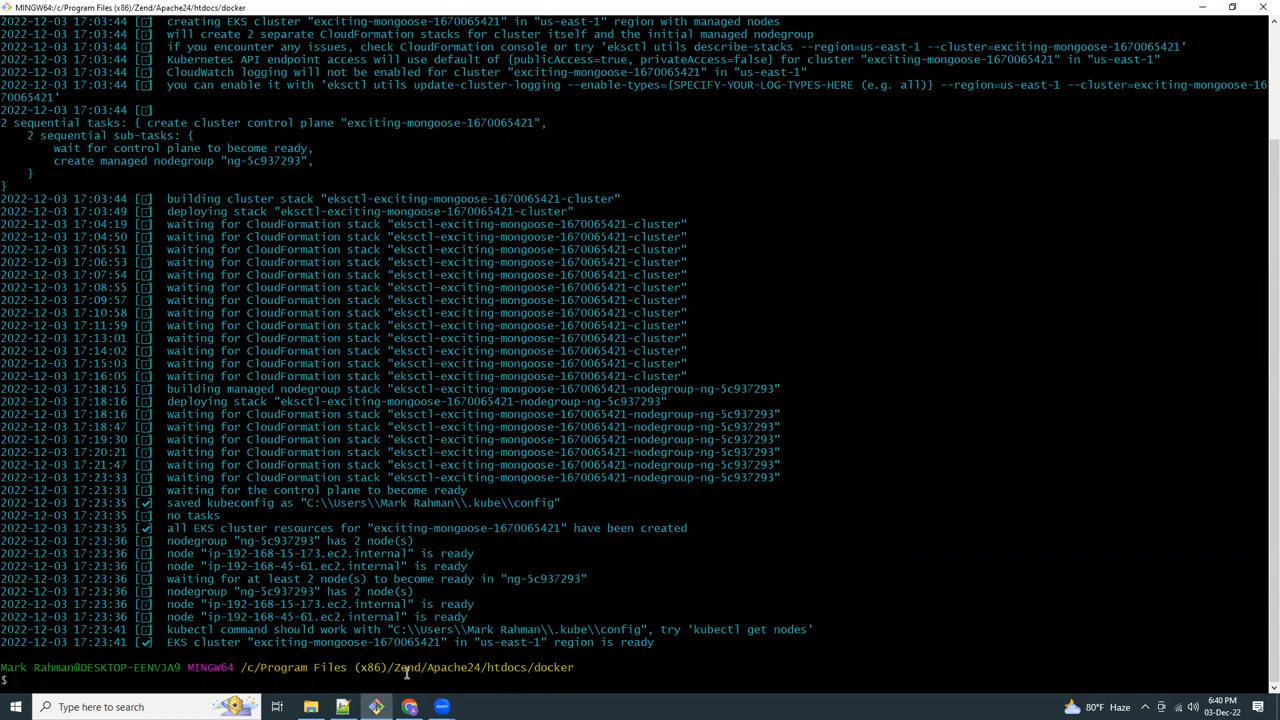 MINGW64:/c/Program Files (x86)/Zend/Apache24/htdocs/docker
2022-12-03 17:03:44 [i]  creating EKS cluster "exciting-mongoose-1670065421" in "us-east-1" region with managed nodes
2022-12-03 17:03:44 [i]  will create 2 separate CloudFormation stacks for cluster itself and the initial managed nodegroup
2022-12-03 17:03:44 [i]  if you encounter any issues, check CloudFormation console or try 'eksctl utils describe-stacks --region=us-east-1 --cluster=exciting-mongoose-1670065421'
2022-12-03 17:03:44 [i]  Kubernetes API endpoint access will use default of {publicAccess=true, privateAccess=false} for cluster "exciting-mongoose-1670065421" in "us-east-1"
2022-12-03 17:03:44 [i]  CloudWatch logging will not be enabled for cluster "exciting-mongoose-1670065421" in "us-east-1"
2022-12-03 17:03:44 [i]  you can enable it with 'eksctl utils update-cluster-logging --enable-types={SPECIFY-YOUR-LOG-TYPES-HERE (e.g. all)} --region=us-east-1 --cluster=exciting-mongoose-16
70065421'
2022-12-03 17:03:44 [i]
2 sequential tasks: { create cluster control plane "exciting-mongoose-1670065421",
    2 sequential sub-tasks: {
        wait for control plane to become ready,
        create managed nodegroup "ng-5c937293",
    }
}
2022-12-03 17:03:44 [i]  building cluster stack "eksctl-exciting-mongoose-1670065421-cluster"
2022-12-03 17:03:49 [i]  deploying stack "eksctl-exciting-mongoose-1670065421-cluster"
2022-12-03 17:04:19 [i]  waiting for CloudFormation stack "eksctl-exciting-mongoose-1670065421-cluster"
2022-12-03 17:04:50 [i]  waiting for CloudFormation stack "eksctl-exciting-mongoose-1670065421-cluster"
2022-12-03 17:05:51 [i]  waiting for CloudFormation stack "eksctl-exciting-mongoose-1670065421-cluster"
2022-12-03 17:06:53 [i]  waiting for CloudFormation stack "eksctl-exciting-mongoose-1670065421-cluster"
2022-12-03 17:07:54 [i]  waiting for CloudFormation stack "eksctl-exciting-mongoose-1670065421-cluster"
2022-12-03 17:08:55 [i]  waiting for CloudFormation stack "eksctl-exciting-mongoose-1670065421-cluster"
2022-12-03 17:09:57 [i]  waiting for CloudFormation stack "eksctl-exciting-mongoose-1670065421-cluster"
2022-12-03 17:10:58 [i]  waiting for CloudFormation stack "eksctl-exciting-mongoose-1670065421-cluster"
2022-12-03 17:11:59 [i]  waiting for CloudFormation stack "eksctl-exciting-mongoose-1670065421-cluster"
2022-12-03 17:13:01 [i]  waiting for CloudFormation stack "eksctl-exciting-mongoose-1670065421-cluster"
2022-12-03 17:14:02 [i]  waiting for CloudFormation stack "eksctl-exciting-mongoose-1670065421-cluster"
2022-12-03 17:15:03 [i]  waiting for CloudFormation stack "eksctl-exciting-mongoose-1670065421-cluster"
2022-12-03 17:16:05 [i]  waiting for CloudFormation stack "eksctl-exciting-mongoose-1670065421-cluster"
2022-12-03 17:18:15 [i]  building managed nodegroup stack "eksctl-exciting-mongoose-1670065421-nodegroup-ng-5c937293"
2022-12-03 17:18:16 [i]  deploying stack "eksctl-exciting-mongoose-1670065421-nodegroup-ng-5c937293"
2022-12-03 17:18:16 [i]  waiting for CloudFormation stack "eksctl-exciting-mongoose-1670065421-nodegroup-ng-5c937293"
2022-12-03 17:18:47 [i]  waiting for CloudFormation stack "eksctl-exciting-mongoose-1670065421-nodegroup-ng-5c937293"
2022-12-03 17:19:30 [i]  waiting for CloudFormation stack "eksctl-exciting-mongoose-1670065421-nodegroup-ng-5c937293"
2022-12-03 17:20:21 [i]  waiting for CloudFormation stack "eksctl-exciting-mongoose-1670065421-nodegroup-ng-5c937293"
2022-12-03 17:21:47 [i]  waiting for CloudFormation stack "eksctl-exciting-mongoose-1670065421-nodegroup-ng-5c937293"
2022-12-03 17:23:33 [i]  waiting for CloudFormation stack "eksctl-exciting-mongoose-1670065421-nodegroup-ng-5c937293"
2022-12-03 17:23:33 [i]  waiting for the control plane to become ready
2022-12-03 17:23:35 [✔]  saved kubeconfig as "C:\\Users\\Mark Rahman\\.kube\\config"
2022-12-03 17:23:35 [i]  no tasks
2022-12-03 17:23:35 [✔]  all EKS cluster resources for "exciting-mongoose-1670065421" have been created
2022-12-03 17:23:36 [i]  nodegroup "ng-5c937293" has 2 node(s)
2022-12-03 17:23:36 [i]  node "ip-192-168-15-173.ec2.internal" is ready
2022-12-03 17:23:36 [i]  node "ip-192-168-45-61.ec2.internal" is ready
2022-12-03 17:23:36 [i]  waiting for at least 2 node(s) to become ready in "ng-5c937293"
2022-12-03 17:23:36 [i]  nodegroup "ng-5c937293" has 2 node(s)
2022-12-03 17:23:36 [i]  node "ip-192-168-15-173.ec2.internal" is ready
2022-12-03 17:23:36 [i]  node "ip-192-168-45-61.ec2.internal" is ready
2022-12-03 17:23:41 [i]  kubectl command should work with "C:\\Users\\Mark Rahman\\.kube\\config", try 'kubectl get nodes'
2022-12-03 17:23:41 [✔]  EKS cluster "exciting-mongoose-1670065421" in "us-east-1" region is ready
Mark Rahman@DESKTOP-EENVJA9 MINGW64 /c/Program Files (x86)/Zend/Apache24/htdocs/docker
$
Type here to search
80°F Haze
6:40 PM
03-Dec-22